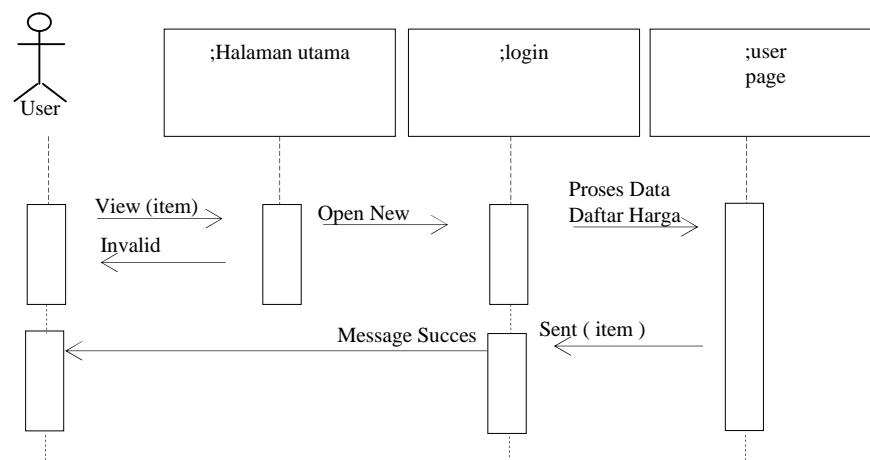 User
;Halaman utama
;login
;user
page
View (item)
Open New
Proses Data
Daftar Harga
Invalid
Message Succes
Sent ( item )